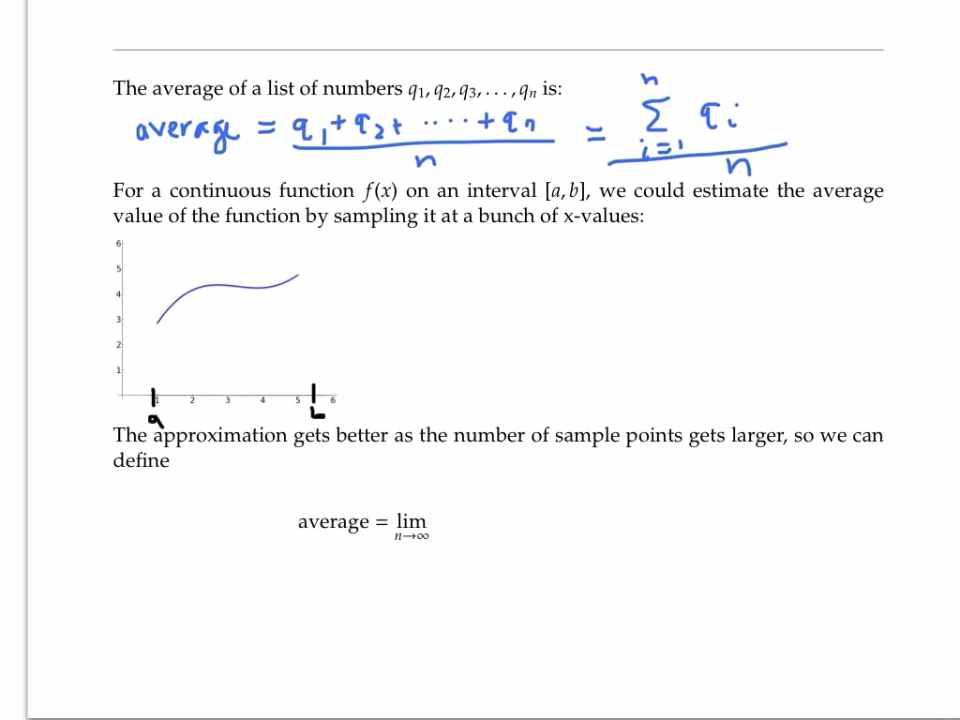 The average of a list of numbers q₁, q₂, q₃, . . . , qₙ is:
average = q₁ + q₂ + ····· + qₙ / n = ∑ᵢ₌₁ⁿ qᵢ / n
For a continuous function f(x) on an interval [a, b], we could estimate the average
value of the function by sampling it at a bunch of x-values:
6
5
4
3
2
1
1 2 3 4 5 6
a b
The approximation gets better as the number of sample points gets larger, so we can
define
average = lim n→∞